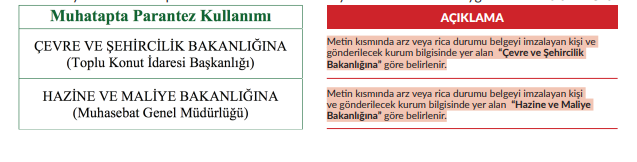 Muhatapta Parantez Kullanımı
ÇEVRE VE ŞEHİRCİLİK BAKANLIĞINA
(Toplu Konut İdaresi Başkanlığı)
HAZİNE VE MALİYE BAKANLIĞINA
(Muhasebat Genel Müdürlüğü)
AÇIKLAMA
Metin kısmında arz veya rica durumu belgeyi imzalayan kişi ve
gönderilecek kurum bilgisinde yer alan “Çevre ve Şehircilik
Bakanlığına” göre belirlenir.
Metin kısmında arz veya rica durumu belgeyi imzalayan kişi
ve gönderilecek kurum bilgisinde yer alan “Hazine ve Maliye
Bakanlığına” göre belirlenir.